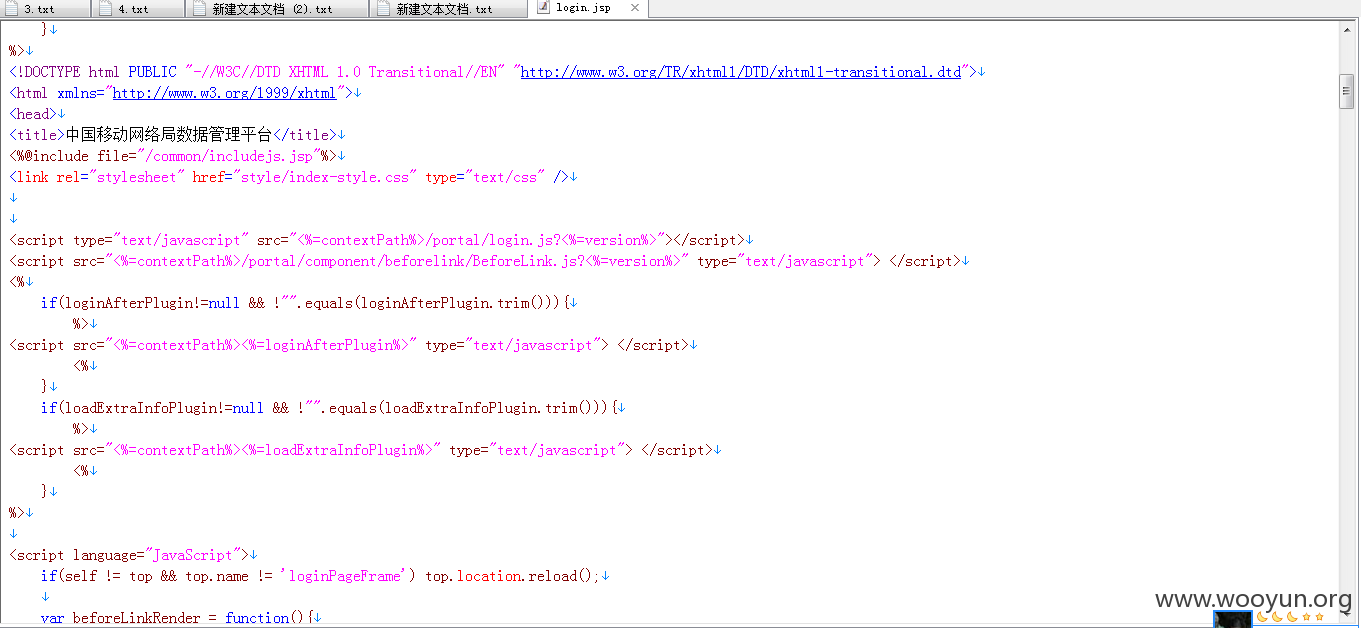 3.txt 4.txt 新建文本文档 (2).txt 新建文本文档.txt login.jsp
}↓
%>↓
<!DOCTYPE html PUBLIC "-//W3C//DTD XHTML 1.0 Transitional//EN" "http://www.w3.org/TR/xhtml1/DTD/xhtml1-transitional.dtd">↓
<html xmlns="http://www.w3.org/1999/xhtml">↓
<head>↓
<title>中国移动网络局数据管理平台</title>↓
<%@include file="/common/includejs.jsp"%>↓
<link rel="stylesheet" href="style/index-style.css" type="text/css" />↓
↓
↓
<script type="text/javascript" src="<%=contextPath%>/portal/login.js?<%=version%>"></script>↓
<script src="<%=contextPath%>/portal/component/beforelink/BeforeLink.js?<%=version%>" type="text/javascript"> </script>↓
<%↓
if(loginAfterPlugin!=null && !"".equals(loginAfterPlugin.trim())){↓
%>↓
<script src="<%=contextPath%><%=loginAfterPlugin%>" type="text/javascript"> </script>↓
<%↓
}↓
if(loadExtraInfoPlugin!=null && !"".equals(loadExtraInfoPlugin.trim())){↓
%>↓
<script src="<%=contextPath%><%=loadExtraInfoPlugin%>" type="text/javascript"> </script>↓
<%↓
}↓
%>↓
↓
<script language="JavaScript">↓
if(self != top && top.name != 'loginPageFrame') top.location.reload();↓
↓
var beforeLinkRender = function(){↓
www.wooyun.org